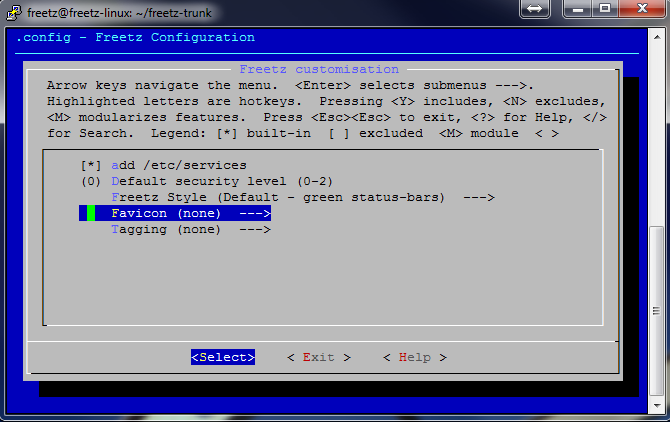 freetz@freetz-linux: ~/freetz-trunk
.config - Freetz Configuration
Freetz customisation
Arrow keys navigate the menu.  <Enter> selects submenus --->.
Highlighted letters are hotkeys.  Pressing <Y> includes, <N> excludes,
<M> modularizes features.  Press <Esc><Esc> to exit, <?> for Help, </>
for Search.  Legend: [*] built-in  [ ] excluded  <M> module  < >
[*] add /etc/services
(0) Default security level (0-2)
Freetz Style (Default - green status-bars)  --->
Favicon (none)  --->
Tagging (none)  --->
<Select>    < Exit >    < Help >